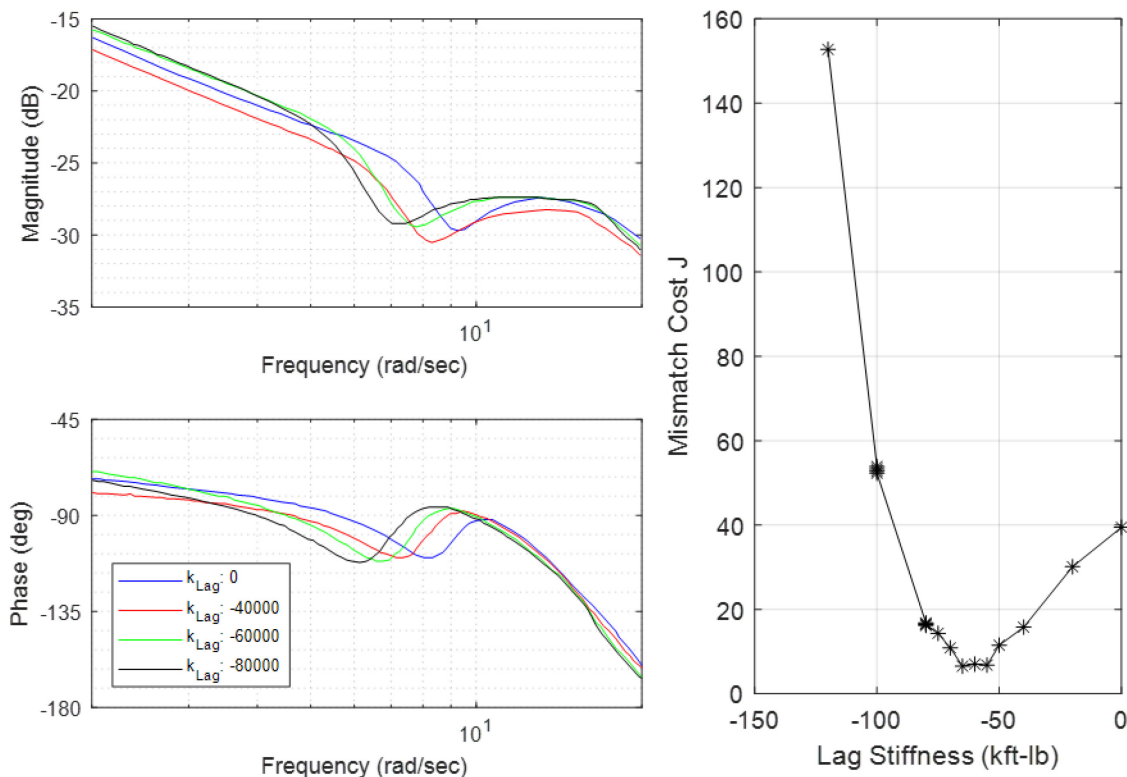 -15
-20
-25
-30
-35
Magnitude (dB)
10^1
Frequency (rad/sec)
-45
-90
-135
-180
Phase (deg)
k_Lag: 0
k_Lag: -40000
k_Lag: -60000
k_Lag: -80000
10^1
Frequency (rad/sec)
160
140
120
100
80
60
40
20
0
Mismatch Cost J
-150
-100
-50
0
Lag Stiffness (kft-lb)